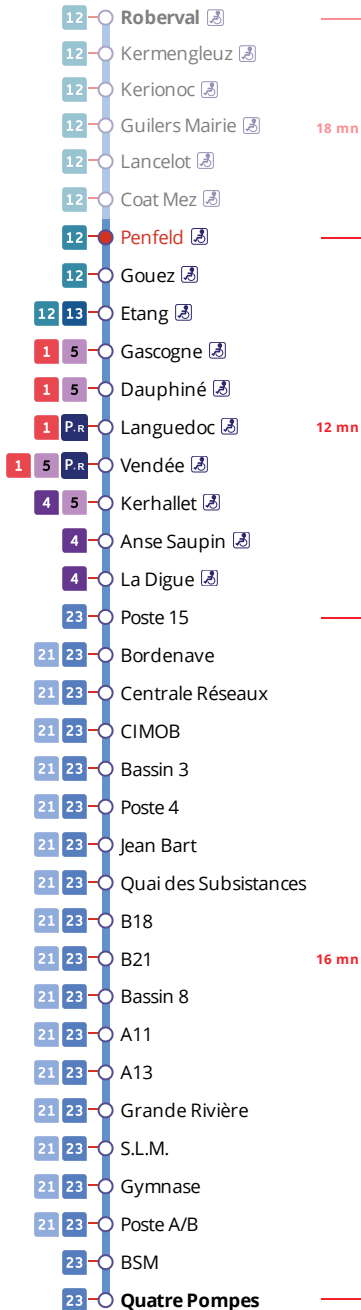 12 Roberval
12 Kermengleuz
12 Kerionoc
12 Guilers Mairie 18 mn
12 Lancelot
12 Coat Mez
12 Penfeld
12 Gouez
12 13 Etang
1 5 Gascogne
1 5 Dauphiné
1 P.R Languedoc 12 mn
1 5 P.R Vendée
4 5 Kerhallet
4 Anse Saupin
4 La Digue
23 Poste 15
21 23 Bordenave
21 23 Centrale Réseaux
21 23 CIMOB
21 23 Bassin 3
21 23 Poste 4
21 23 Jean Bart
21 23 Quai des Subsistances
21 23 B18
21 23 B21 16 mn
21 23 Bassin 8
21 23 A11
21 23 A13
21 23 Grande Rivière
21 23 S.L.M.
21 23 Gymnase
21 23 Poste A/B
23 BSM
23 Quatre Pompes